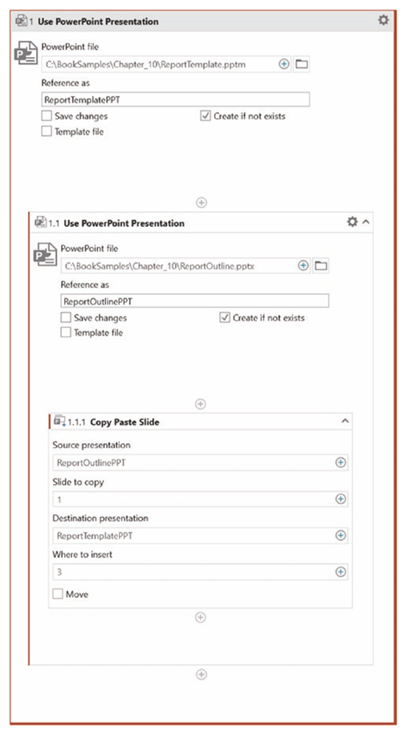 1 Use PowerPoint Presentation
PowerPoint file
C:\BookSamples\Chapter_10\ReportTemplate.pptm
Reference as
ReportTemplatePPT
Save changes Create if not exists
Template file
1.1 Use PowerPoint Presentation
PowerPoint file
C:\BookSamples\Chapter_10\ReportOutline.pptx
Reference as
ReportOutlinePPT
Save changes Create if not exists
Template file
1.1.1 Copy Paste Slide
Source presentation
ReportOutlinePPT
Slide to copy
1
Destination presentation
ReportTemplatePPT
Where to insert
3
Move